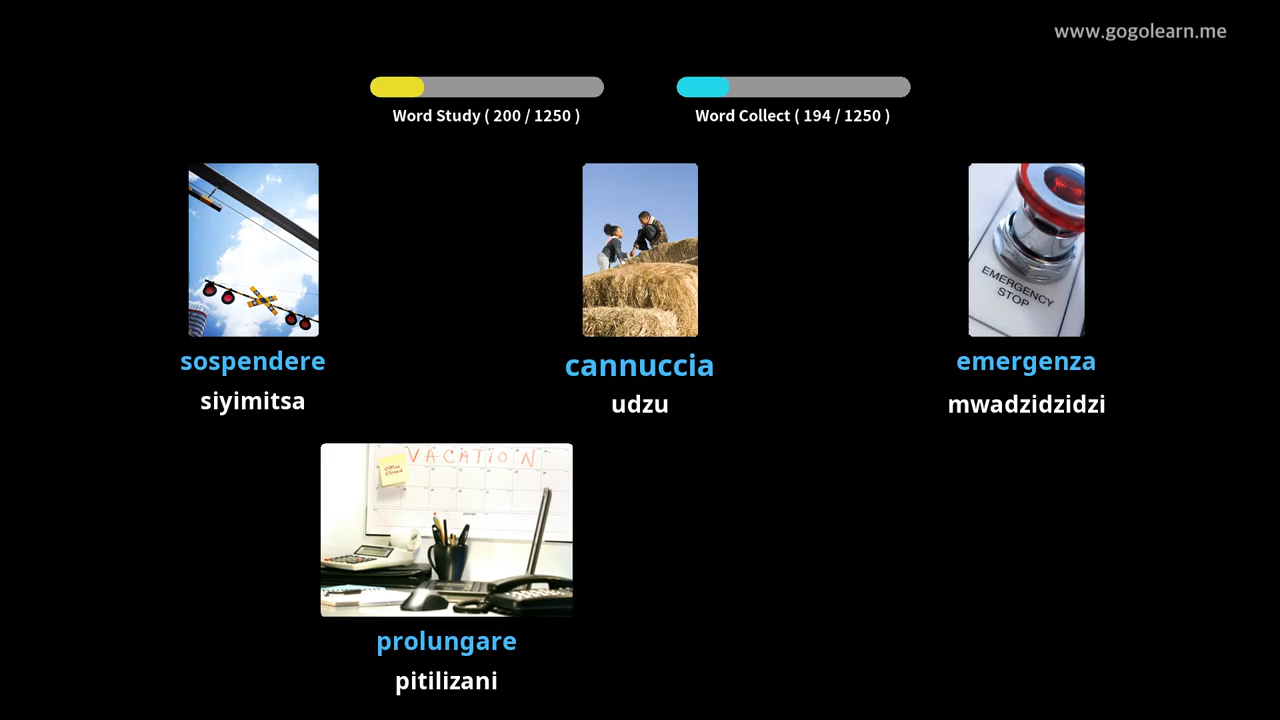 www.gogolearn.me
Word Study ( 200 / 1250 )
Word Collect ( 194 / 1250 )
EMERGENCY
STOP
sospendere
cannuccia
emergenza
siyimitsa
udzu
mwadzidzidzi
VACATION
prolungare
pitilizani